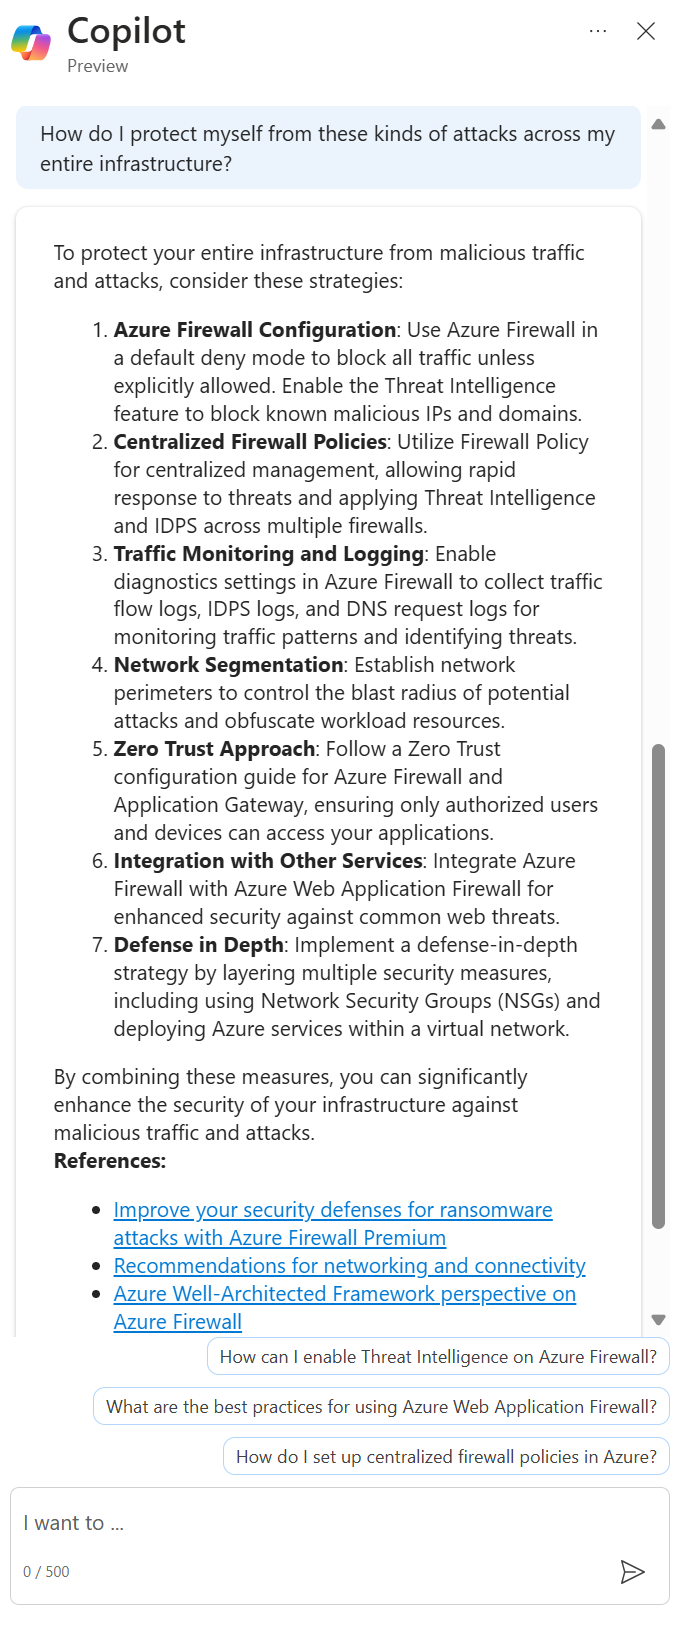 Copilot
Preview
How do I protect myself from these kinds of attacks across my
entire infrastructure?
To protect your entire infrastructure from malicious traffic
and attacks, consider these strategies:
1. Azure Firewall Configuration: Use Azure Firewall in
a default deny mode to block all traffic unless
explicitly allowed. Enable the Threat Intelligence
feature to block known malicious IPs and domains.
2. Centralized Firewall Policies: Utilize Firewall Policy
for centralized management, allowing rapid
response to threats and applying Threat Intelligence
and IDPS across multiple firewalls.
3. Traffic Monitoring and Logging: Enable
diagnostics settings in Azure Firewall to collect traffic
flow logs, IDPS logs, and DNS request logs for
monitoring traffic patterns and identifying threats.
4. Network Segmentation: Establish network
perimeters to control the blast radius of potential
attacks and obfuscate workload resources.
5. Zero Trust Approach: Follow a Zero Trust
configuration guide for Azure Firewall and
Application Gateway, ensuring only authorized users
and devices can access your applications.
6. Integration with Other Services: Integrate Azure
Firewall with Azure Web Application Firewall for
enhanced security against common web threats.
7. Defense in Depth: Implement a defense-in-depth
strategy by layering multiple security measures,
including using Network Security Groups (NSGs) and
deploying Azure services within a virtual network.
By combining these measures, you can significantly
enhance the security of your infrastructure against
malicious traffic and attacks.
References:
• Improve your security defenses for ransomware
attacks with Azure Firewall Premium
• Recommendations for networking and connectivity
• Azure Well-Architected Framework perspective on
Azure Firewall
How can I enable Threat Intelligence on Azure Firewall?
What are the best practices for using Azure Web Application Firewall?
How do I set up centralized firewall policies in Azure?
I want to ...
0 / 500